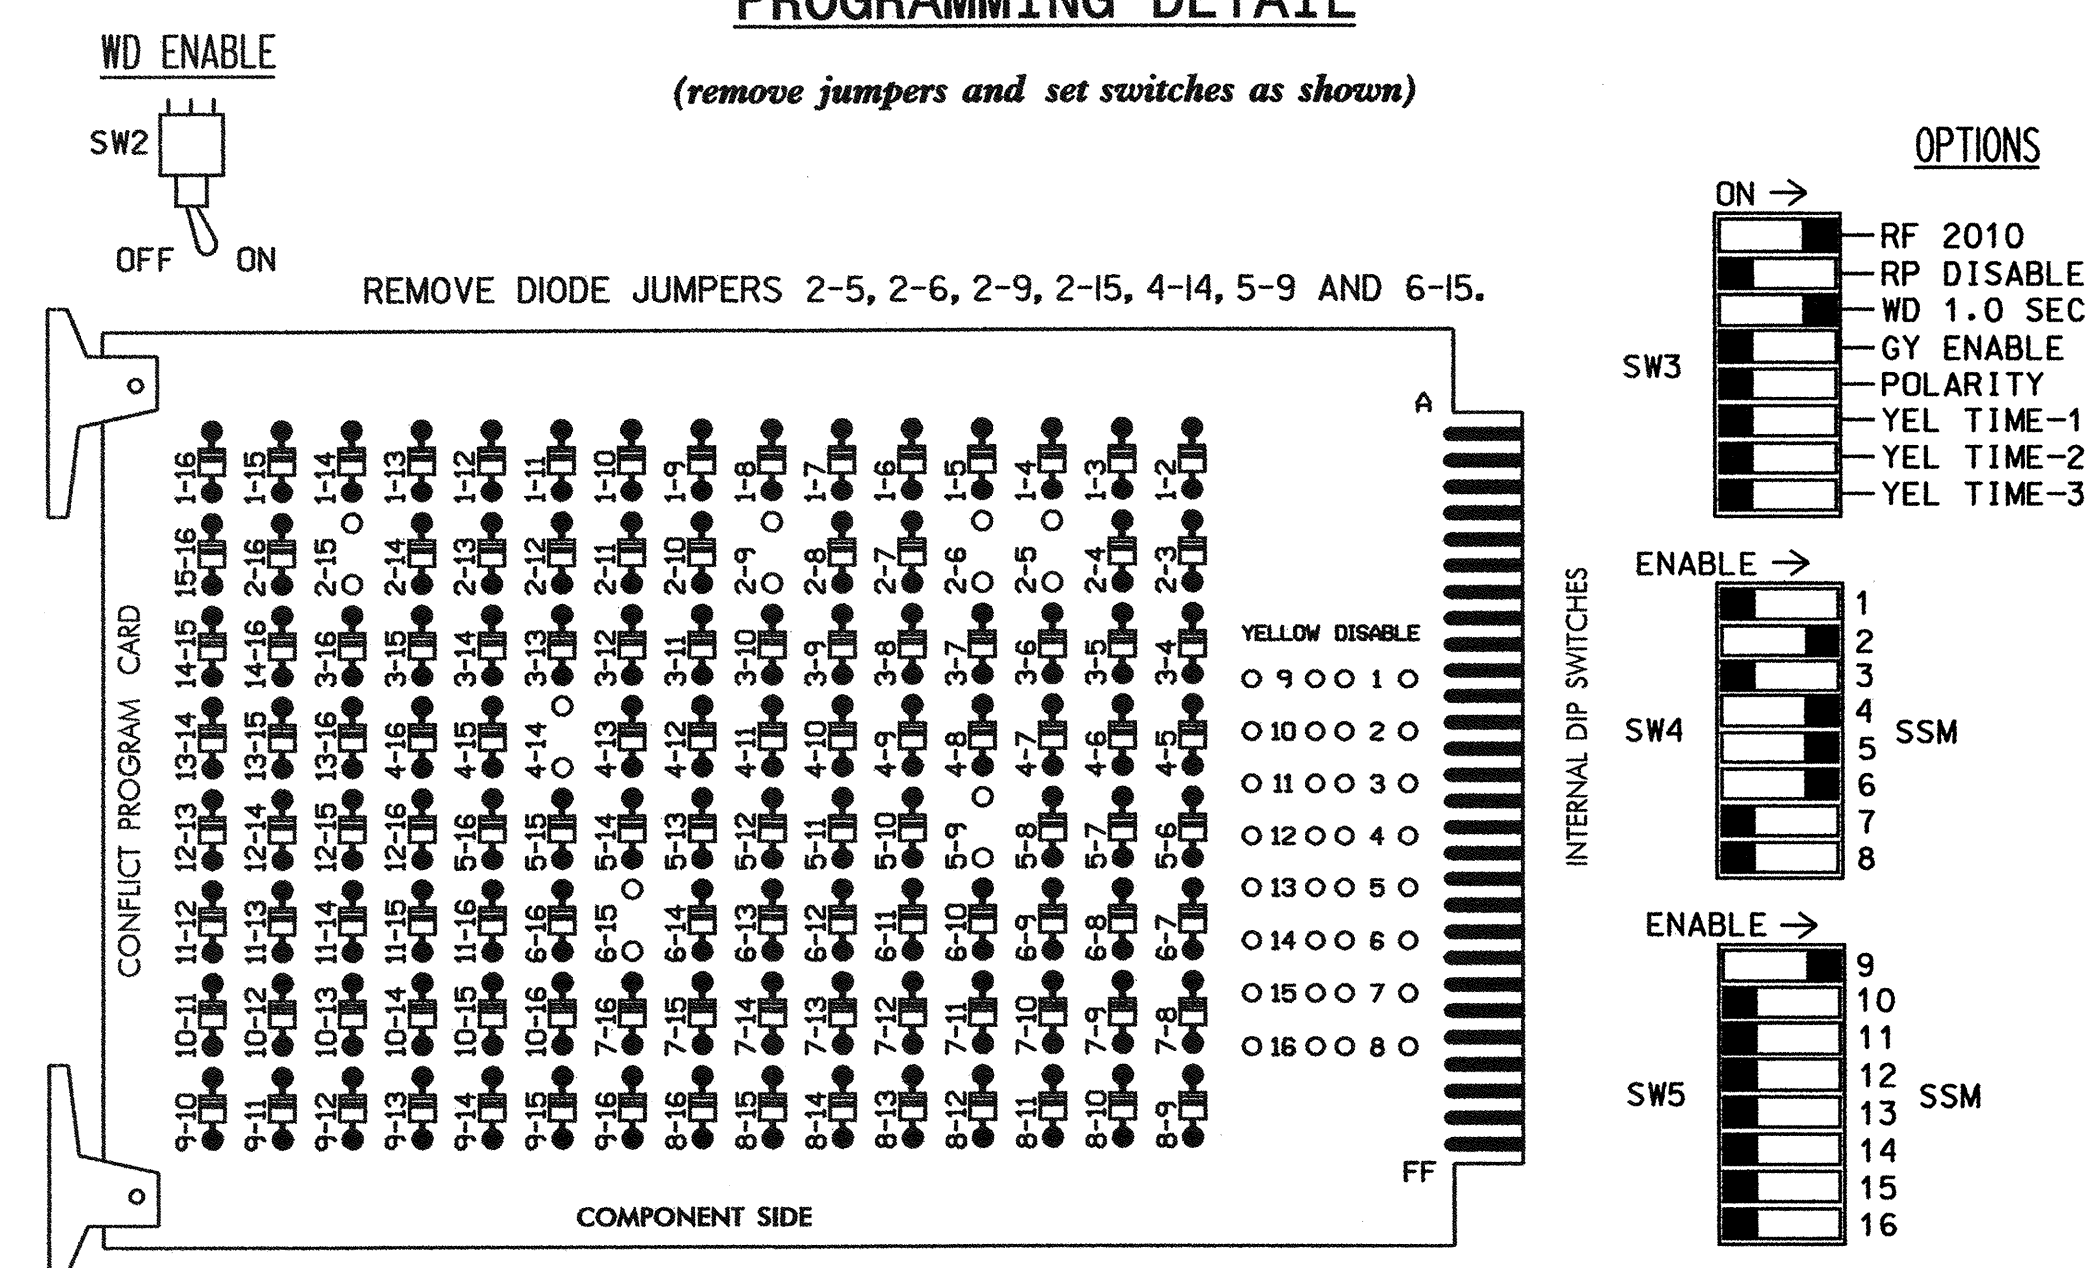 PROGRAMMING DETAIL
WD ENABLE
(remove jumpers and set switches as shown)
SW2
OFF ON
REMOVE DIODE JUMPERS 2-5, 2-6, 2-9, 2-15, 4-14, 5-9 AND 6-15.
OPTIONS
ON →
RF 2010
RP DISABLE
WD 1.0 SEC
GY ENABLE
POLARITY
YEL TIME-1
YEL TIME-2
YEL TIME-3
SW3
A
1-16 1-15 1-14 1-13 1-12 1-11 1-10 1-9 1-8 1-7 1-6 1-5 1-4 1-3 1-2
15-16 2-16 2-15 2-14 2-13 2-12 2-11 2-10 2-9 2-8 2-7 2-6 2-5 2-4 2-3
14-15 14-16 3-16 3-15 3-14 3-13 3-12 3-11 3-10 3-9 3-8 3-7 3-6 3-5 3-4
13-14 13-15 13-16 4-16 4-15 4-14 4-13 4-12 4-11 4-10 4-9 4-8 4-7 4-6 4-5
12-13 12-14 12-15 12-16 5-16 5-15 5-14 5-13 5-12 5-11 5-10 5-9 5-8 5-7 5-6
11-12 11-13 11-14 11-15 11-16 6-16 6-15 6-14 6-13 6-12 6-11 6-10 6-9 6-8 6-7
10-11 10-12 10-13 10-14 10-15 10-16 7-16 7-15 7-14 7-13 7-12 7-11 7-10 7-9 7-8
9-10 9-11 9-12 9-13 9-14 9-15 9-16 8-16 8-15 8-14 8-13 8-12 8-11 8-10 8-9
CONFLICT PROGRAM CARD
YELLOW DISABLE
9 1
10 2
11 3
12 4
13 5
14 6
15 7
16 8
FF
COMPONENT SIDE
INTERNAL DIP SWITCHES
ENABLE →
1
2
3
4
5
6
7
8
SW4
SSM
ENABLE →
9
10
11
12
13
14
15
16
SW5
SSM